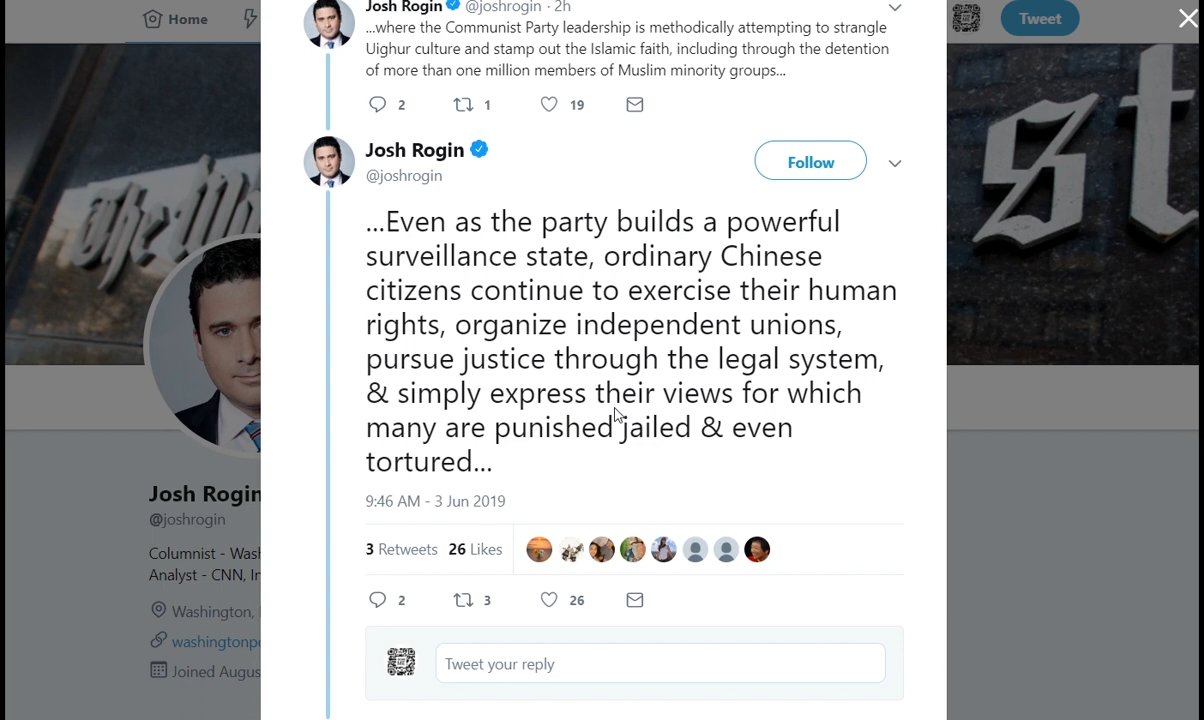 Home
Tweet
Josh Rogin @joshrogin · 2h
...where the Communist Party leadership is methodically attempting to strangle
Uighur culture and stamp out the Islamic faith, including through the detention
of more than one million members of Muslim minority groups...
2 1 19
Josh Rogin
@joshrogin
Follow
...Even as the party builds a powerful
surveillance state, ordinary Chinese
citizens continue to exercise their human
rights, organize independent unions,
pursue justice through the legal system,
& simply express their views for which
many are punished jailed & even
tortured...
9:46 AM - 3 Jun 2019
3 Retweets 26 Likes
2 3 26
Tweet your reply
The
st
Josh Rogin
@joshrogin
Columnist - Wash
Analyst - CNN, In
Washington,
washingtonpo
Joined Augus